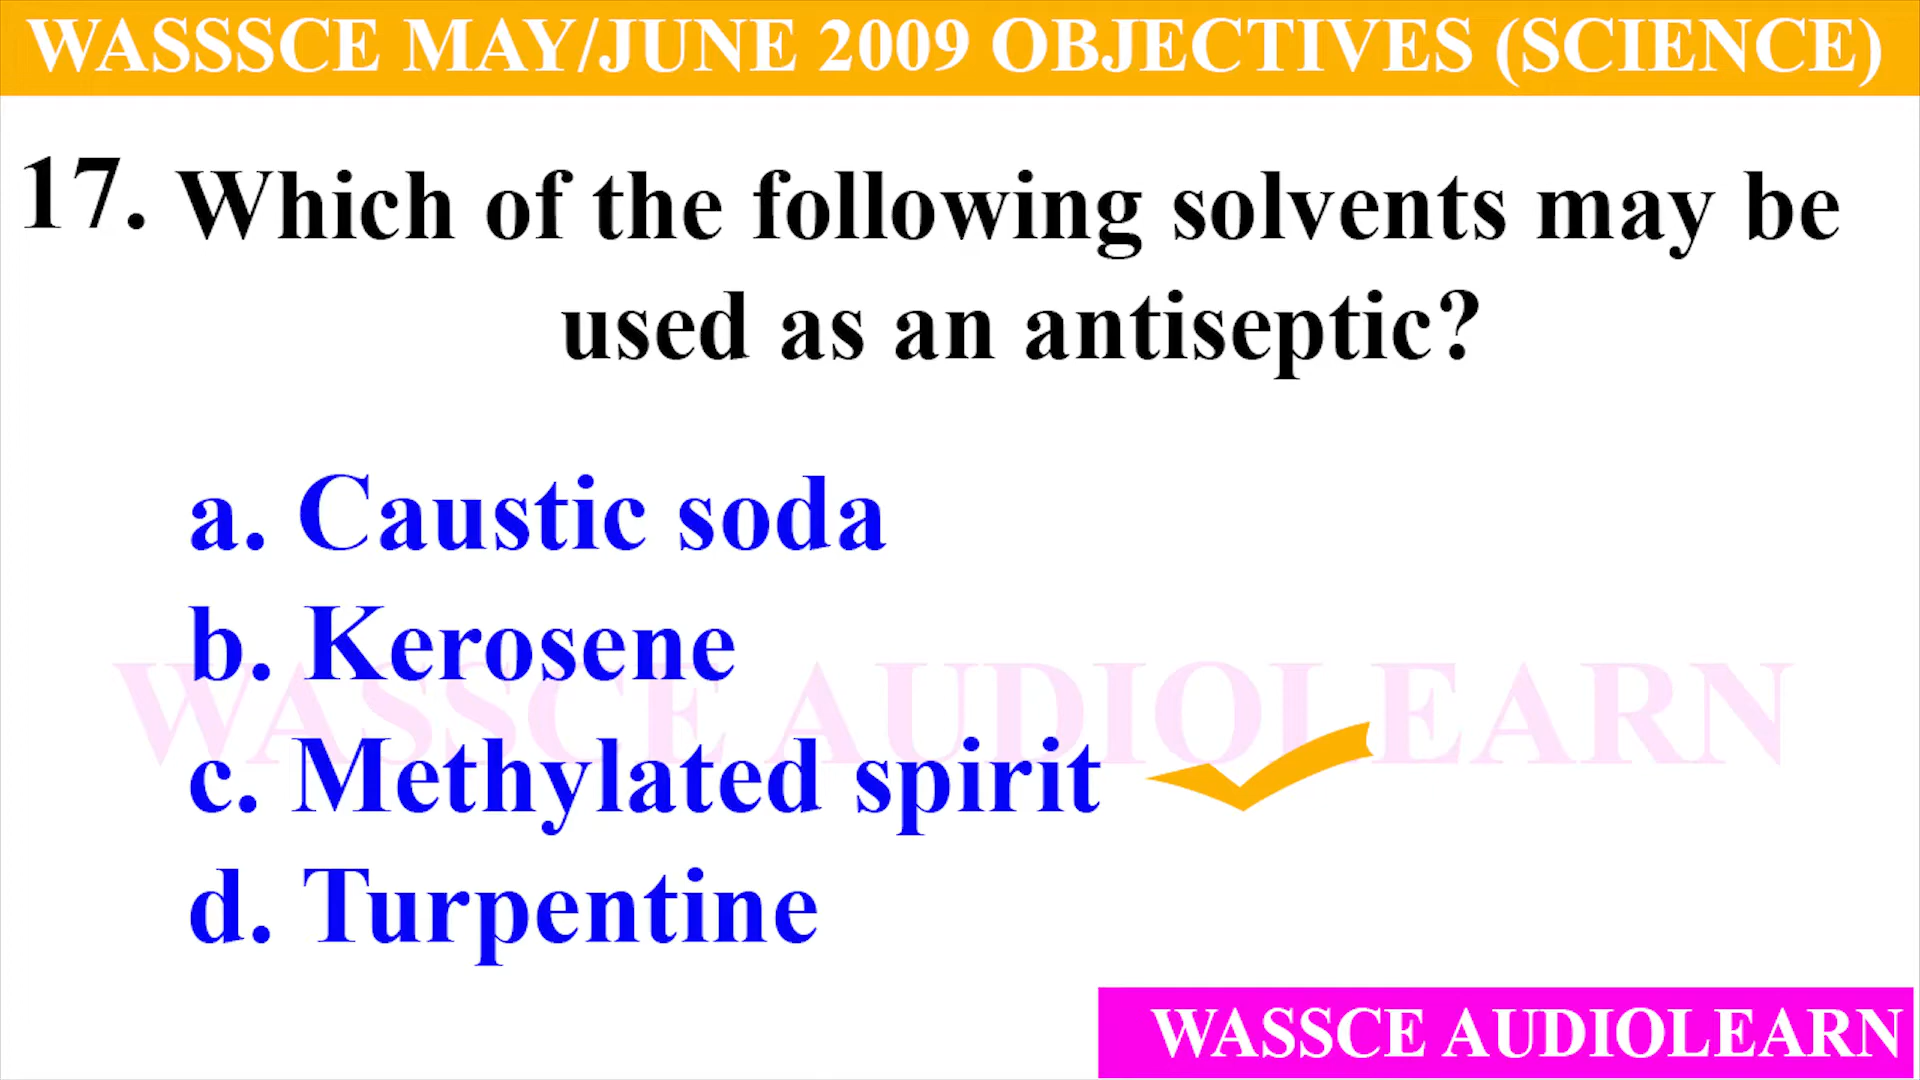 WASSSCE MAY/JUNE 2009 OBJECTIVES (SCIENCE)
17. Which of the following solvents may be
used as an antiseptic?
a. Caustic soda
b. Kerosene
WASSCE AUDIOLEARN
c. Methylated spirit
d. Turpentine
WASSCE AUDIOLEARN